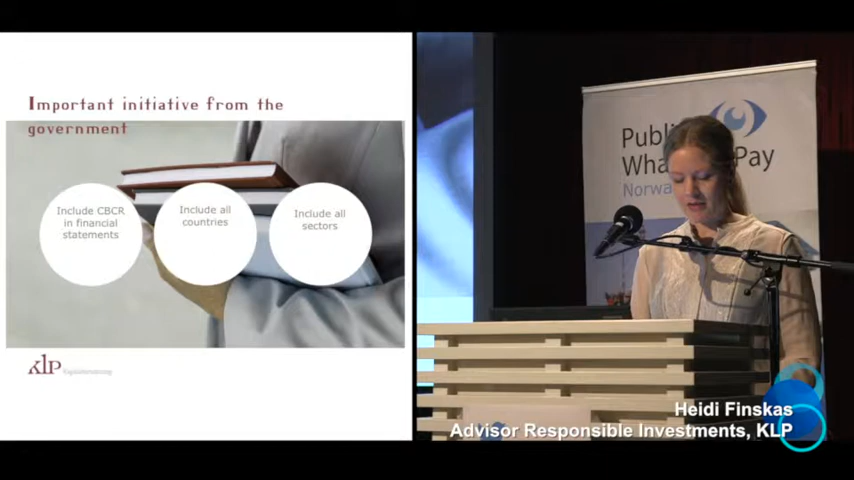 Important initiative from the
government
Include CBCR
in financial
statements
Include all
countries
Include all
sectors
KLP
Publi
Wha
Pay
Norwa
Heidi Finskas
Advisor Responsible Investments, KLP